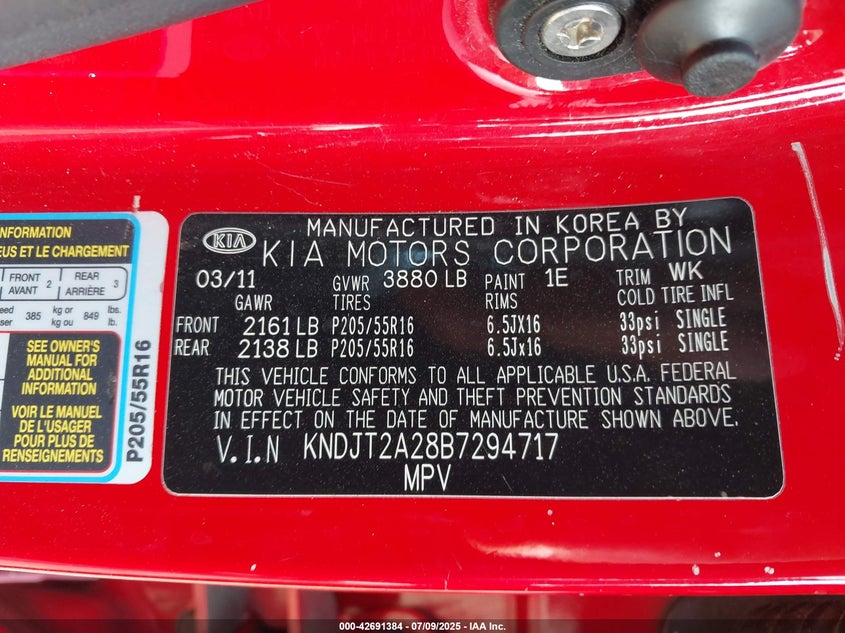 INFORMATION
EUS ET LE CHARGEMENT
FRONT 2 REAR 3
AVANT ARRIÈRE
385 kg or 849 lbs.
kg ou lb.
SEE OWNER'S
MANUAL FOR
ADDITIONAL
INFORMATION
VOIR LE MANUEL
DE L'USAGER
POUR PLUS DE
RENSEIGNEMENTS
P205/55R16
KIA
MANUFACTURED IN KOREA BY
KIA MOTORS CORPORATION
03/11 GVWR 3880 LB PAINT 1E TRIM WK
GAWR TIRES RIMS COLD TIRE INFL
FRONT 2161 LB P205/55R16 6.5JX16 33psi SINGLE
REAR 2138 LB P205/55R16 6.5Jx16 33psi SINGLE
THIS VEHICLE CONFORMS TO ALL APPLICABLE U.S.A. FEDERAL
MOTOR VEHICLE SAFETY AND THEFT PREVENTION STANDARDS
IN EFFECT ON THE DATE OF MANUFACTURE SHOWN ABOVE.
V.I.N KNDJT2A28B7294717
MPV
000-42691384 - 07/09/2025 - IAA Inc.